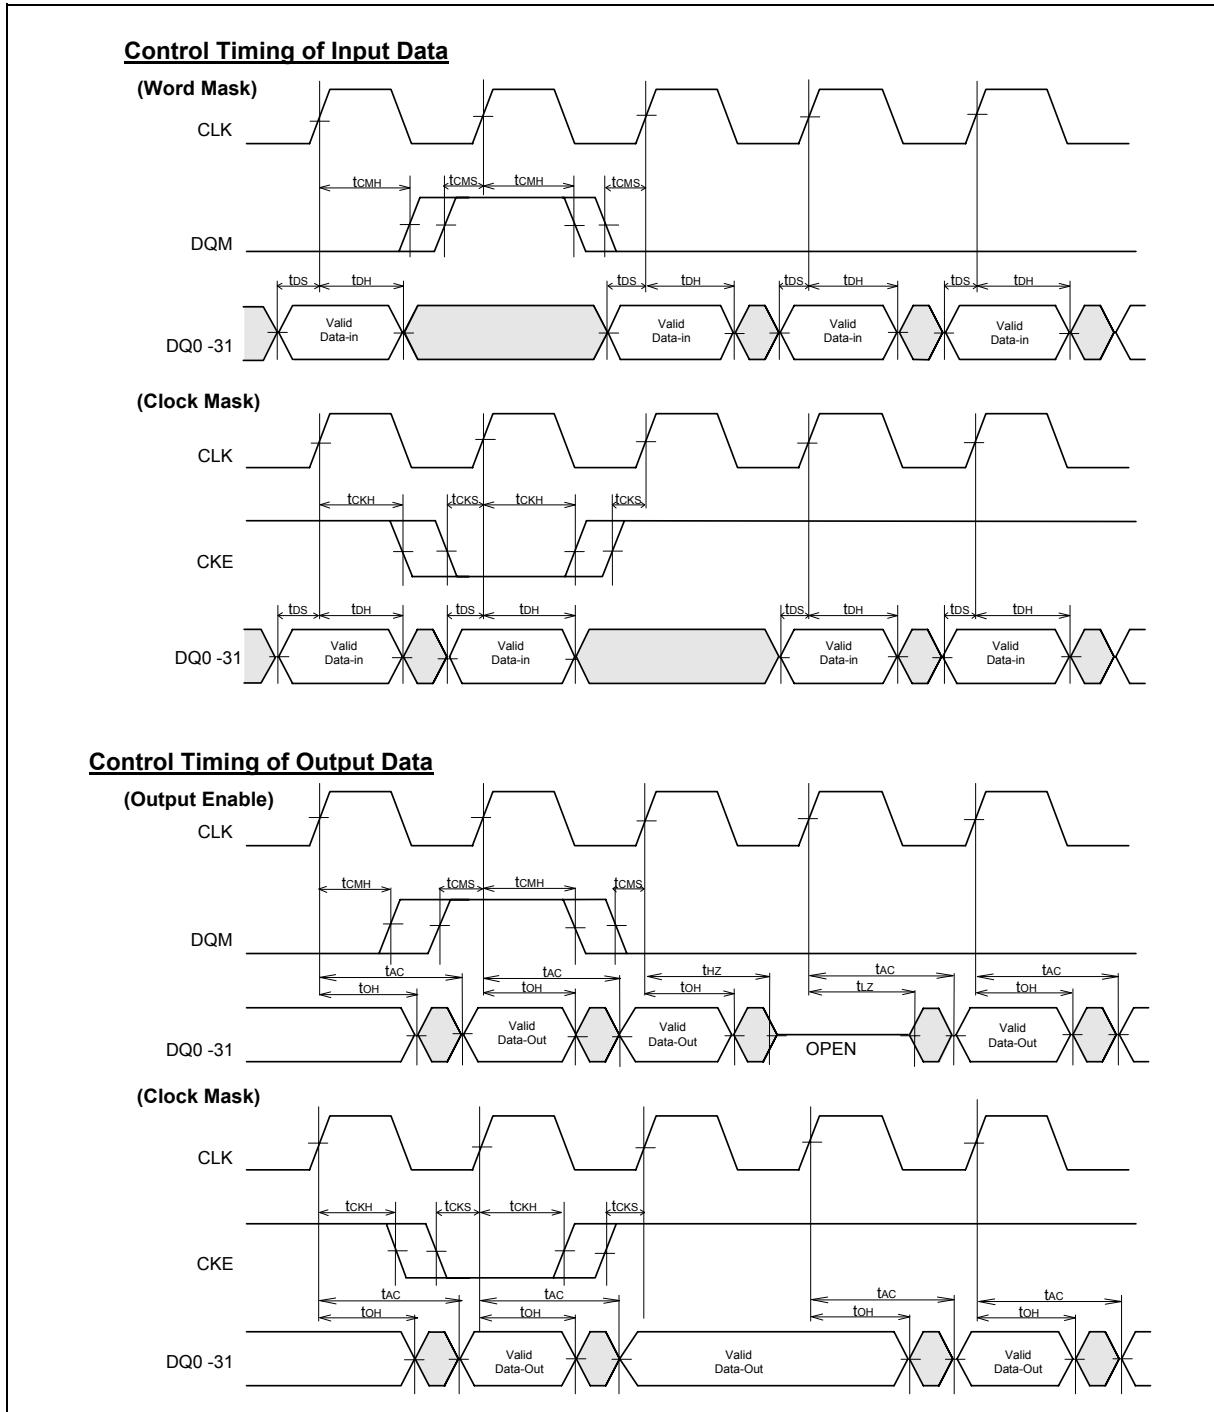 Control Timing of Input Data
(Word Mask)
CLK
tCMH tCMS tCMH tCMS
DQM
tDS tDH tDS tDH tDS tDH tDS tDH
DQ0 -31
Valid Data-in
Valid Data-in
Valid Data-in
Valid Data-in
(Clock Mask)
CLK
tCKH tCKS tCKH tCKS
CKE
tDS tDH tDS tDH tDS tDH tDS tDH
DQ0 -31
Valid Data-in
Valid Data-in
Valid Data-in
Valid Data-in
Control Timing of Output Data
(Output Enable)
CLK
tCMH tCMS tCMH tCMS
DQM
tAC tAC tHZ tAC tAC
tOH tOH tOH tLZ tOH
DQ0 -31
Valid Data-Out
Valid Data-Out
OPEN
Valid Data-Out
(Clock Mask)
CLK
tCKH tCKS tCKH tCKS
CKE
tAC tAC tAC tAC
tOH tOH tOH tOH
DQ0 -31
Valid Data-Out
Valid Data-Out
Valid Data-Out